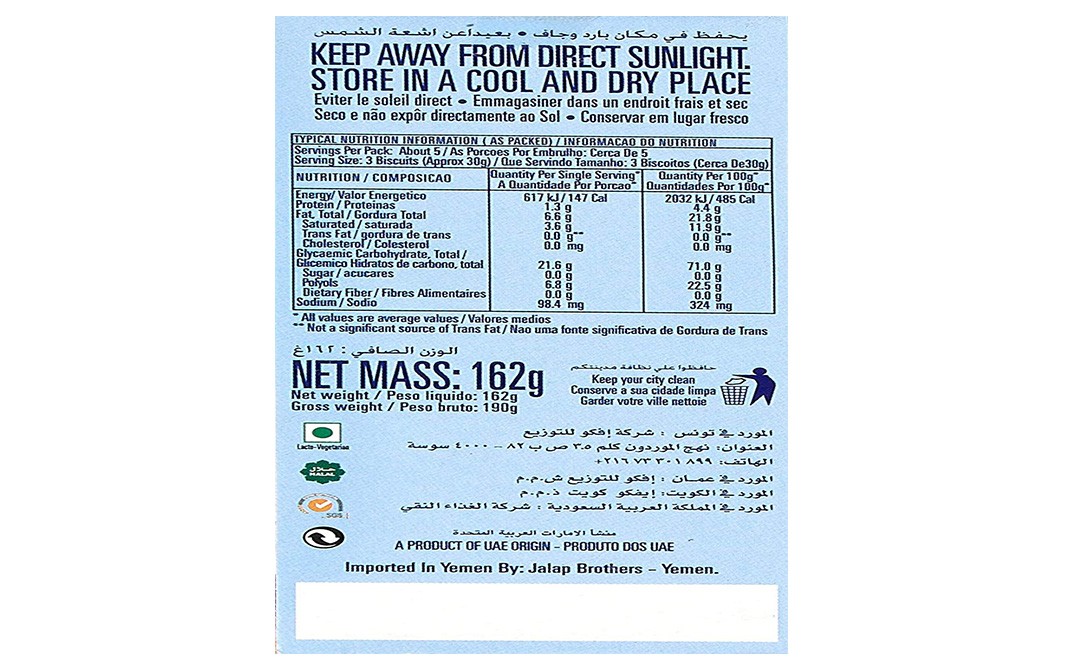 يحفظ في مكان بارد وجاف • بعيداً عن اشعة الشمس
KEEP AWAY FROM DIRECT SUNLIGHT.
STORE IN A COOL AND DRY PLACE
Eviter le soleil direct • Emmagasiner dans un endroit frais et sec
Seco e não expôr directamente ao Sol • Conservar em lugar fresco
TYPICAL NUTRITION INFORMATION ( AS PACKED) / INFORMACAO DO NUTRITION
Servings Per Pack: About 5 / As Porcoes Por Embrulho: Cerca De 5
Serving Size: 3 Biscuits (Approx 30g) / Que Servindo Tamanho: 3 Biscoitos (Cerca De30g)
NUTRITION / COMPOSICAO Quantity Per Single Serving* A Quantidade Por Porcao* Quantity Per 100g* Quantidades Por 100g*
Energy/ Valor Energetico 617 kJ/147 Cal 2032 kJ/485 Cal
Protein / Proteinas 1.3 g 4.4 g
Fat, Total / Gordura Total 6.6 g 21.8 g
Saturated / saturada 3.6 g 11.9 g
Trans Fat / gordura de trans 0.0 g** 0.0 g**
Cholesterol / Colesterol 0.0 mg 0.0 mg
Glycaemic Carbohydrate, Total /
Glicemico Hidratos de carbono, total 21.6 g 71.0 g
Sugar / acucares 0.0 g 0.0 g
Polyols 6.8 g 22.5 g
Dietary Fiber / Fibres Alimentaires 0.0 g 0.0 g
Sodium / Sodio 98.4 mg 324 mg
* All values are average values / Valores medios
** Not a significant source of Trans Fat / Nao uma fonte significativa de Gordura de Trans
الوزن الصافي : ١٦٢غ
NET MASS: 162g
Net weight / Peso liquido: 162g
Gross weight / Peso bruto: 190g
حافظوا علي نظافة مدينتكم
Keep your city clean
Conserve a sua cidade limpa
Garder votre ville nettoie
المورد في تونس : شركة إفكو للتوزيع
العنوان: نهج الموردون كلم ٣.٥ ص ب ٨٢ – ٤٠٠٠ سوسة
الهاتف: ٨٩٩ ٣٠١ ٧٣ ٢١٦+
المورد في عمان : إفكو للتوزيع ش.م.م
المورد في الكويت: إيفكو كويت ذ.م.م
المورد في المملكة العربية السعودية : شركة الغذاء النقي
Lacto-Vegetarian
حلال
HALAL
SGS
منشأ الامارات العربية المتحدة
A PRODUCT OF UAE ORIGIN – PRODUTO DOS UAE
Imported In Yemen By: Jalap Brothers – Yemen.